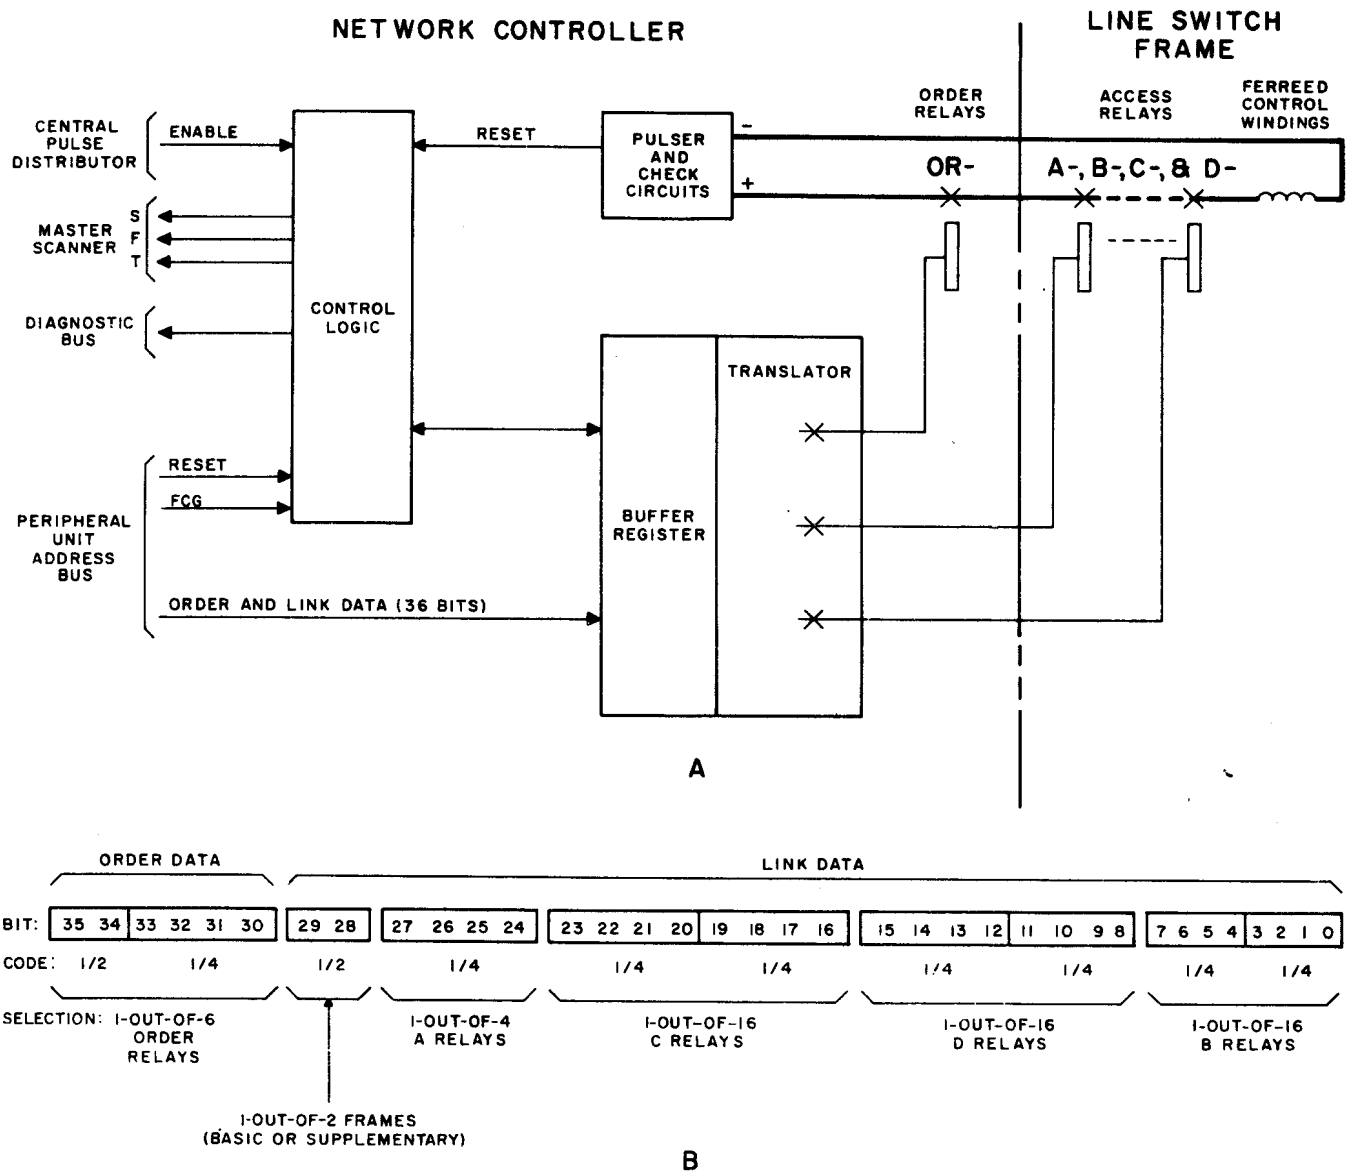 NETWORK CONTROLLER
LINE SWITCH
FRAME
ORDER
RELAYS
ACCESS
RELAYS
FERREED
CONTROL
WINDINGS
CENTRAL
PULSE
DISTRIBUTOR
ENABLE
RESET
PULSER
AND
CHECK
CIRCUITS
-
+
OR-
A-, B-, C-, & D-
MASTER
SCANNER
S
F
T
DIAGNOSTIC
BUS
CONTROL
LOGIC
TRANSLATOR
RESET
FCG
PERIPHERAL
UNIT
ADDRESS
BUS
BUFFER
REGISTER
ORDER AND LINK DATA (36 BITS)
A
ORDER DATA
LINK DATA
BIT: 35 34 33 32 31 30 29 28 27 26 25 24 23 22 21 20 19 18 17 16 15 14 13 12 11 10 9 8 7 6 5 4 3 2 1 0
CODE: 1/2 1/4 1/2 1/4 1/4 1/4 1/4 1/4 1/4 1/4
SELECTION: 1-OUT-OF-6
ORDER
RELAYS
1-OUT-OF-4
A RELAYS
1-OUT-OF-16
C RELAYS
1-OUT-OF-16
D RELAYS
1-OUT-OF-16
B RELAYS
1-OUT-OF-2 FRAMES
(BASIC OR SUPPLEMENTARY)
B